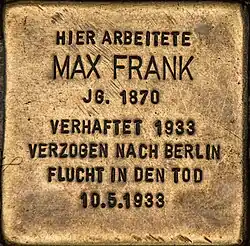 HIER ARBEITETE
MAX FRANK
JG. 1870
VERHAFTET 1933
VERZOGEN NACH BERLIN
FLUCHT IN DEN TOD
10.5.1933